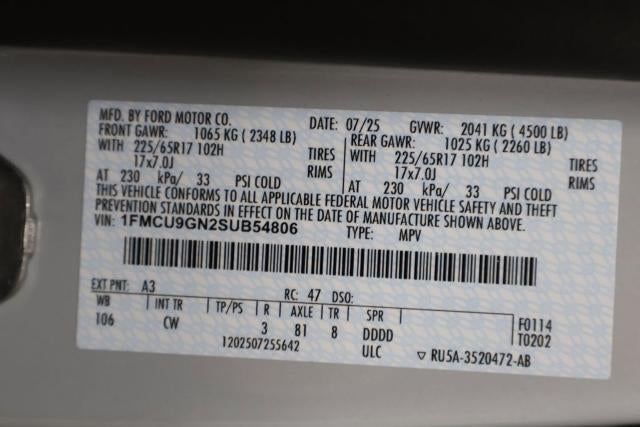 MFD. BY FORD MOTOR CO. DATE: 07/25 GVWR: 2041 KG ( 4500 LB)
FRONT GAWR: 1065 KG ( 2348 LB) REAR GAWR: 1025 KG ( 2260 LB)
WITH 225/65R17 102H TIRES WITH 225/65R17 102H TIRES
17x7.0J RIMS 17x7.0J RIMS
AT 230 kPa/ 33 PSI COLD AT 230 kPa/ 33 PSI COLD
THIS VEHICLE CONFORMS TO ALL APPLICABLE FEDERAL MOTOR VEHICLE SAFETY AND THEFT
PREVENTION STANDARDS IN EFFECT ON THE DATE OF MANUFACTURE SHOWN ABOVE.
VIN: 1FMCU9GN2SUB54806 TYPE: MPV
EXT PNT: A3 RC: 47 DSO:
WB INT TR TP/PS R AXLE TR SPR F0114
106 CW 3 81 8 DDDD T0202
1202507255642 ULC ▽ RU5A-3520472-AB